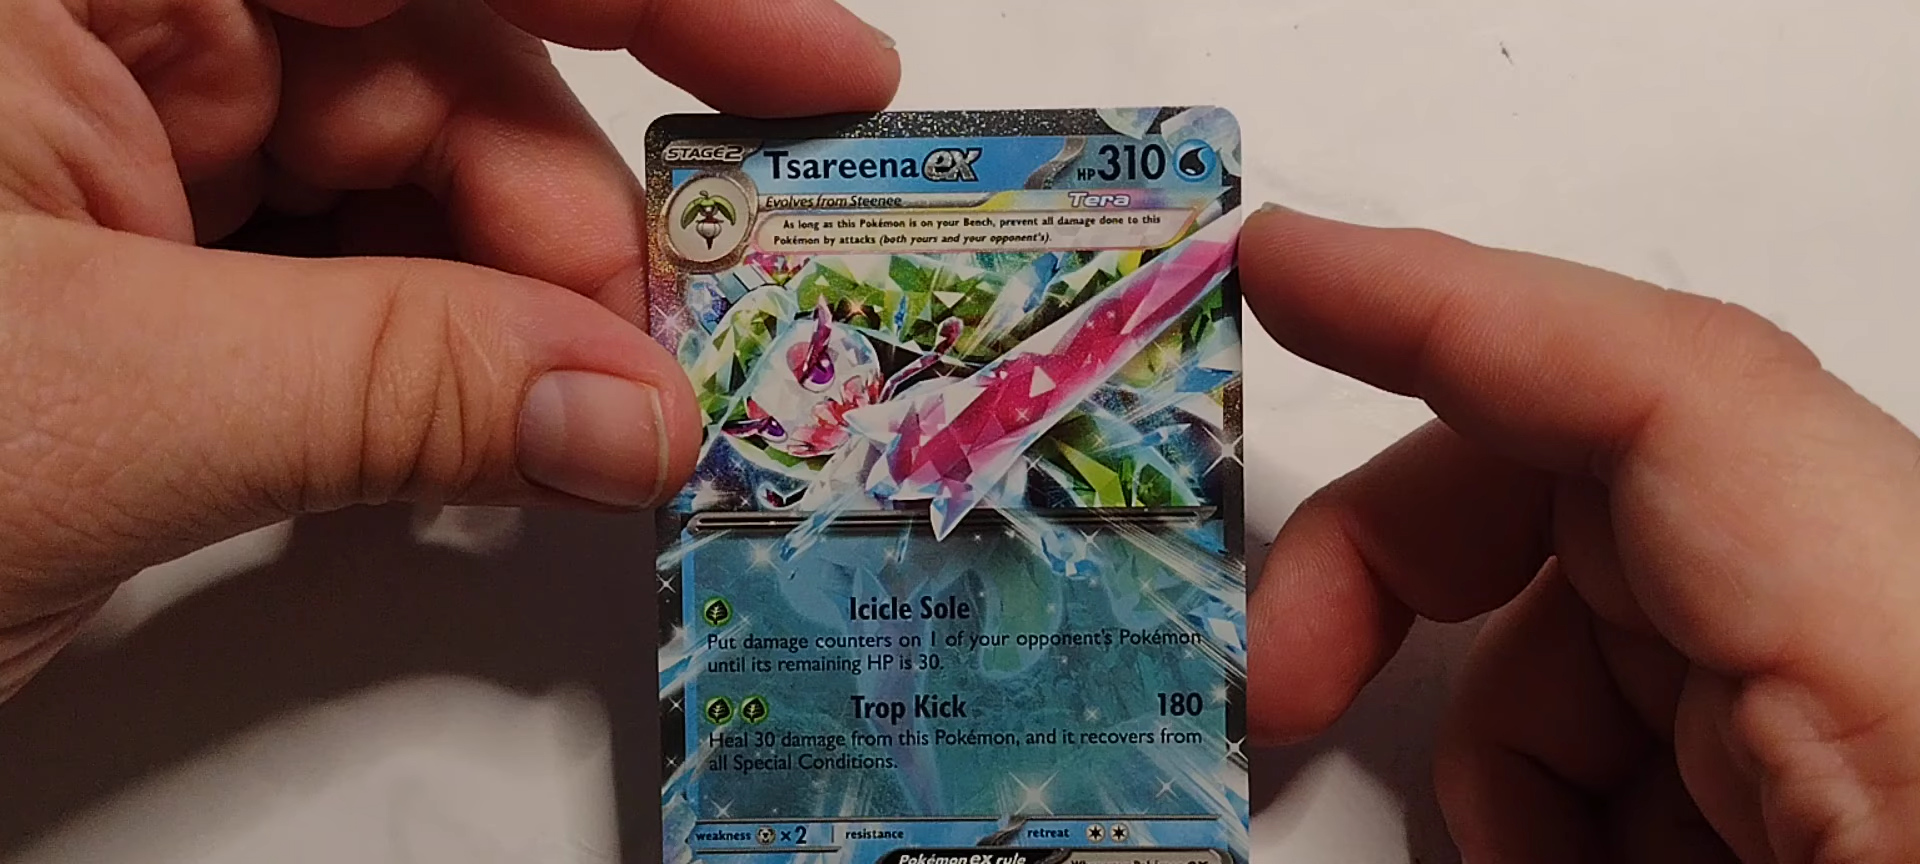 STAGE2 Tsareena ex HP 310
Evolves from Steenee Tera
As long as this Pokémon is on your Bench, prevent all damage done to this
Pokémon by attacks (both yours and your opponent's).
Icicle Sole
Put damage counters on 1 of your opponent's Pokémon
until its remaining HP is 30.
Trop Kick 180
Heal 30 damage from this Pokémon, and it recovers from
all Special Conditions.
weakness ×2 resistance retreat
Pokémon ex rule